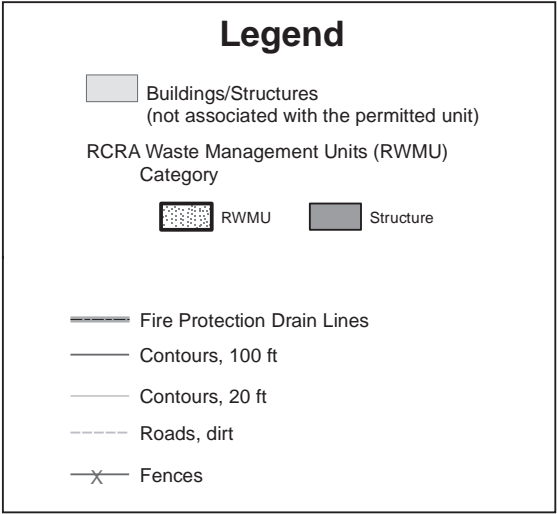 Legend
Buildings/Structures
(not associated with the permitted unit)
RCRA Waste Management Units (RWMU)
Category
RWMU Structure
Fire Protection Drain Lines
Contours, 100 ft
Contours, 20 ft
Roads, dirt
X Fences